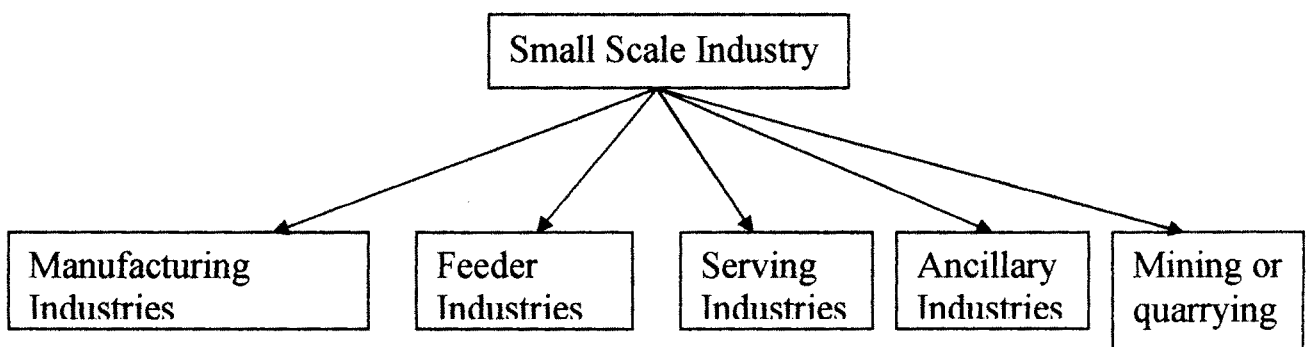 Small Scale Industry
Manufacturing
Industries
Feeder
Industries
Serving
Industries
Ancillary
Industries
Mining or
quarrying